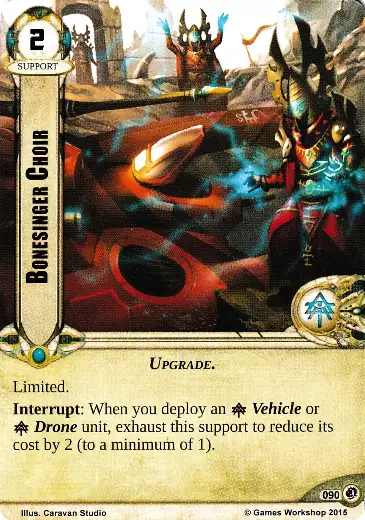 2
SUPPORT
BONESINGER CHOIR
UPGRADE.
Limited.
Interrupt: When you deploy an Vehicle or
Drone unit, exhaust this support to reduce its
cost by 2 (to a minimum of 1).
090
Illus. Caravan Studio
© Games Workshop 2015